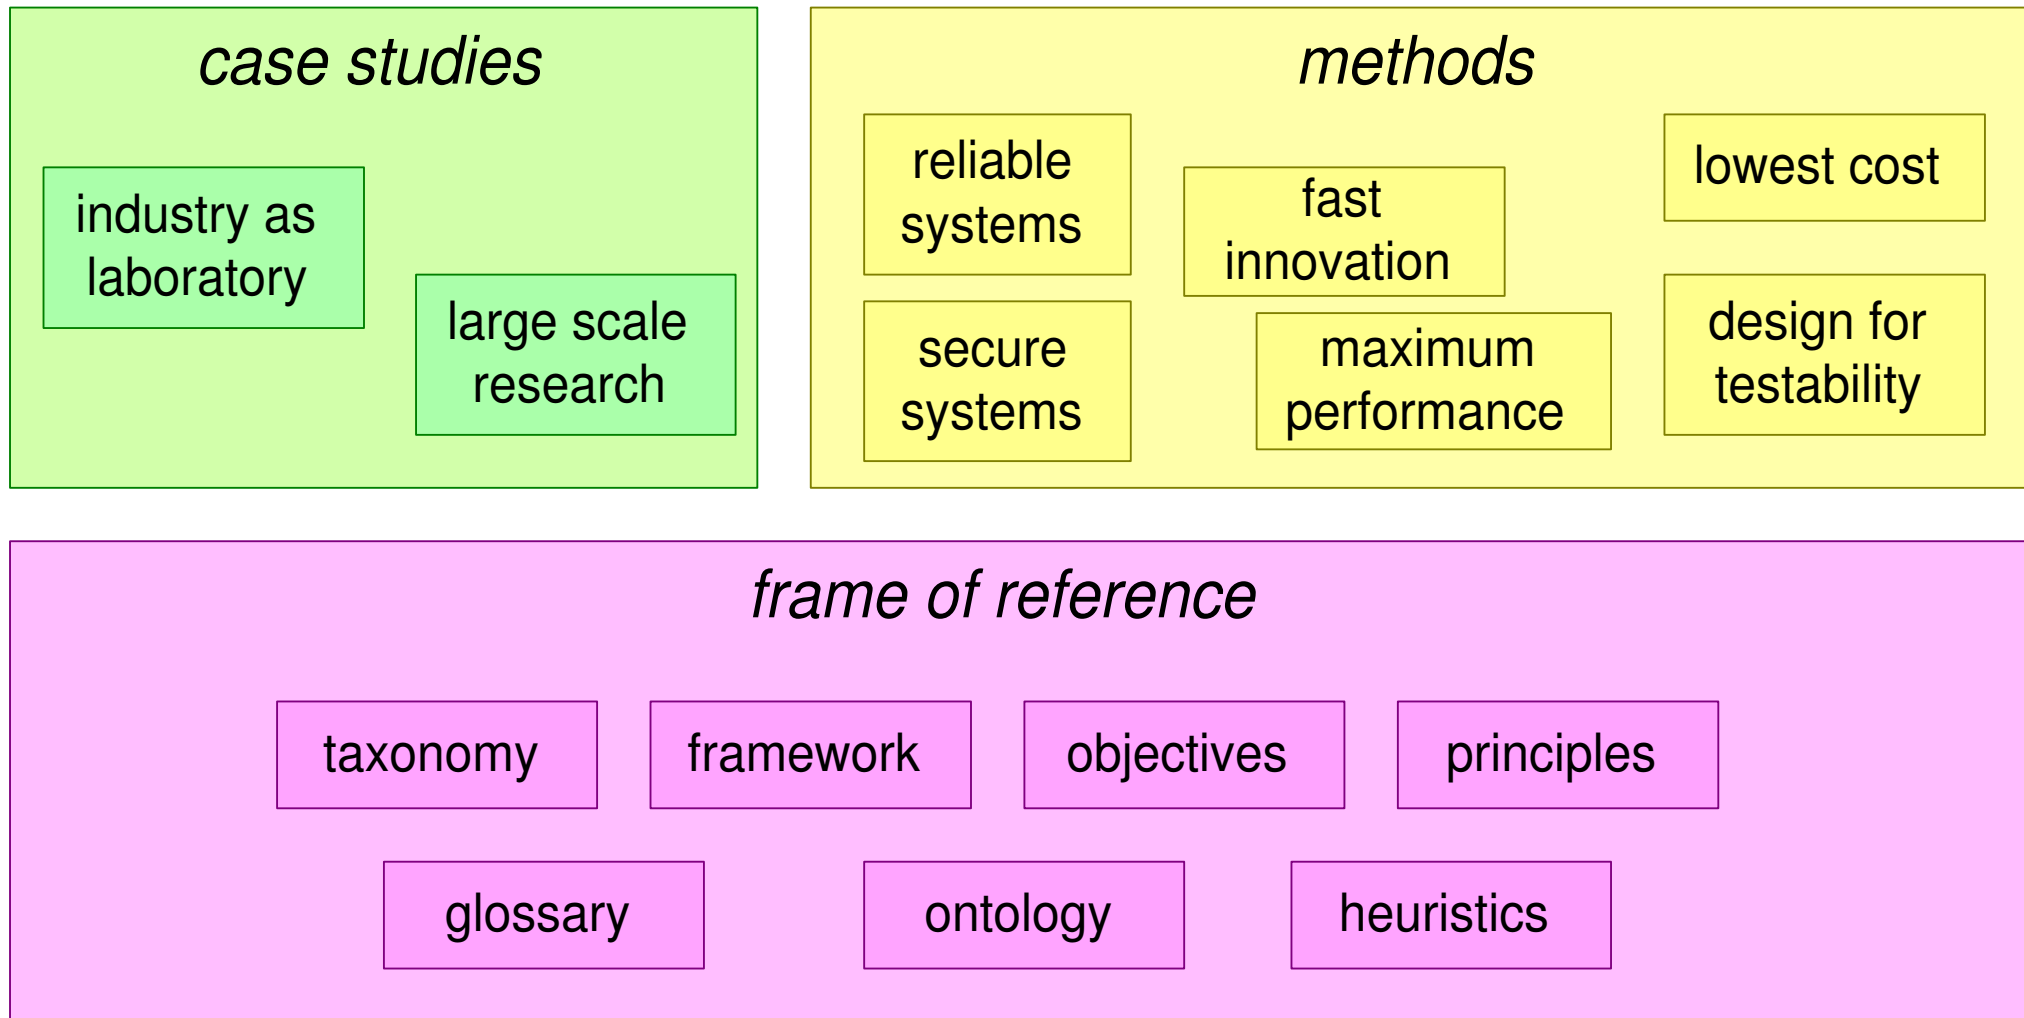 case studies
industry as
laboratory
large scale
research
methods
reliable
systems
fast
innovation
lowest cost
secure
systems
maximum
performance
design for
testability
frame of reference
taxonomy
framework
objectives
principles
glossary
ontology
heuristics